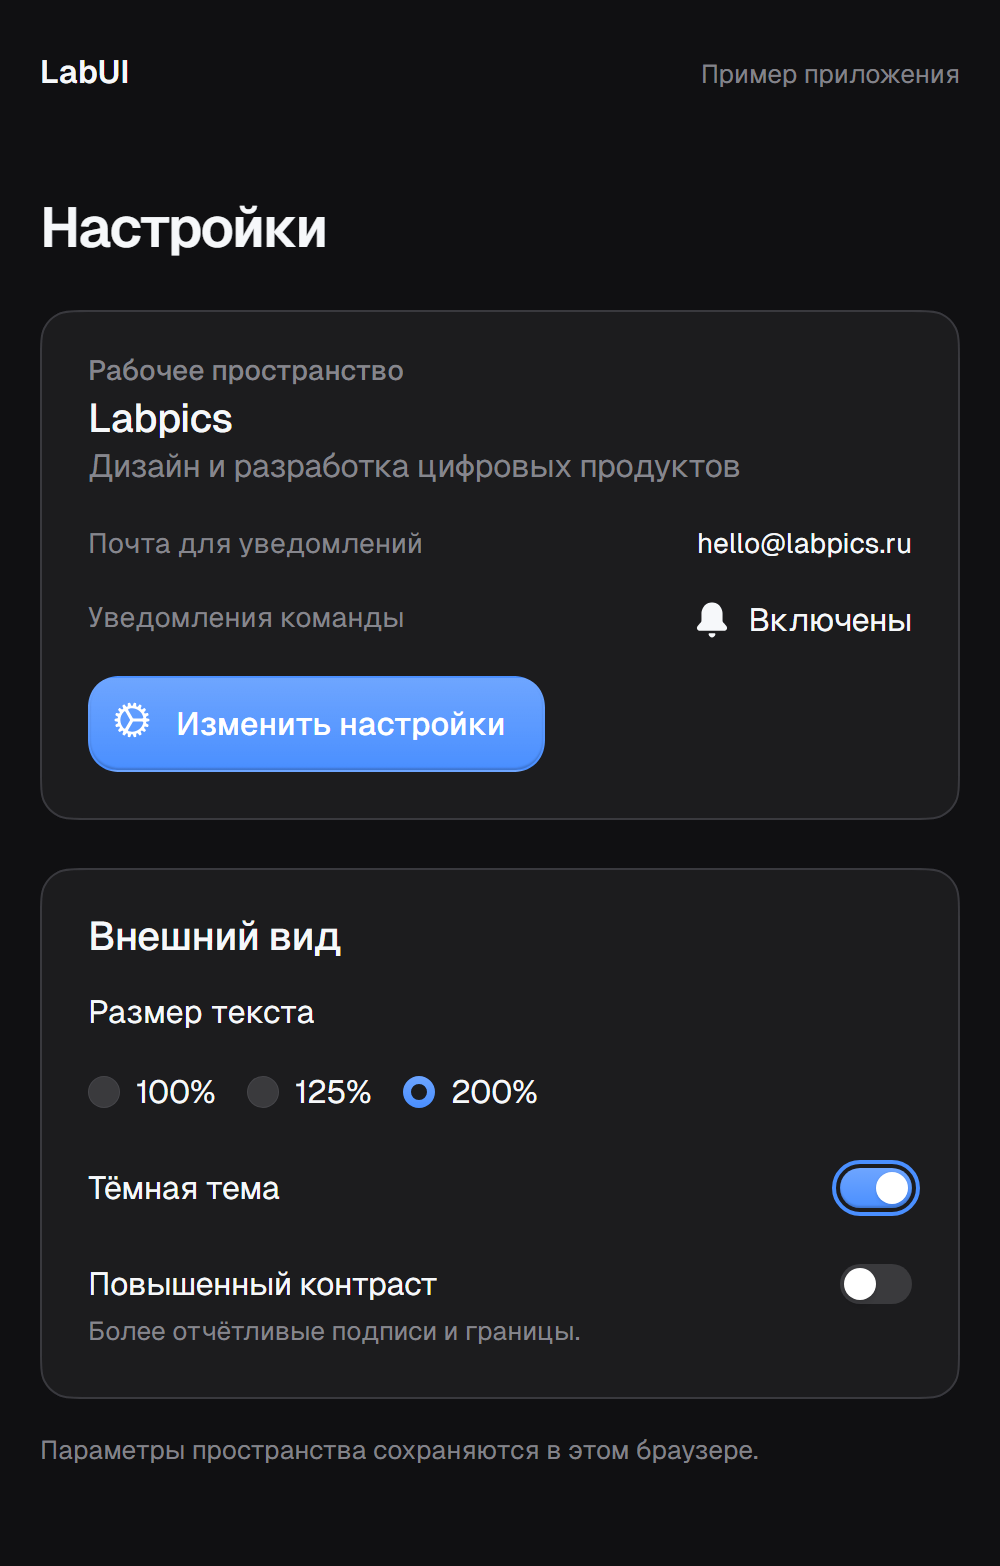 LabUI
Пример приложения
Настройки
Рабочее пространство
Labpics
Дизайн и разработка цифровых продуктов
Почта для уведомлений
hello@labpics.ru
Уведомления команды
Включены
Изменить настройки
Внешний вид
Размер текста
100% 125% 200%
Тёмная тема
Повышенный контраст
Более отчётливые подписи и границы.
Параметры пространства сохраняются в этом браузере.